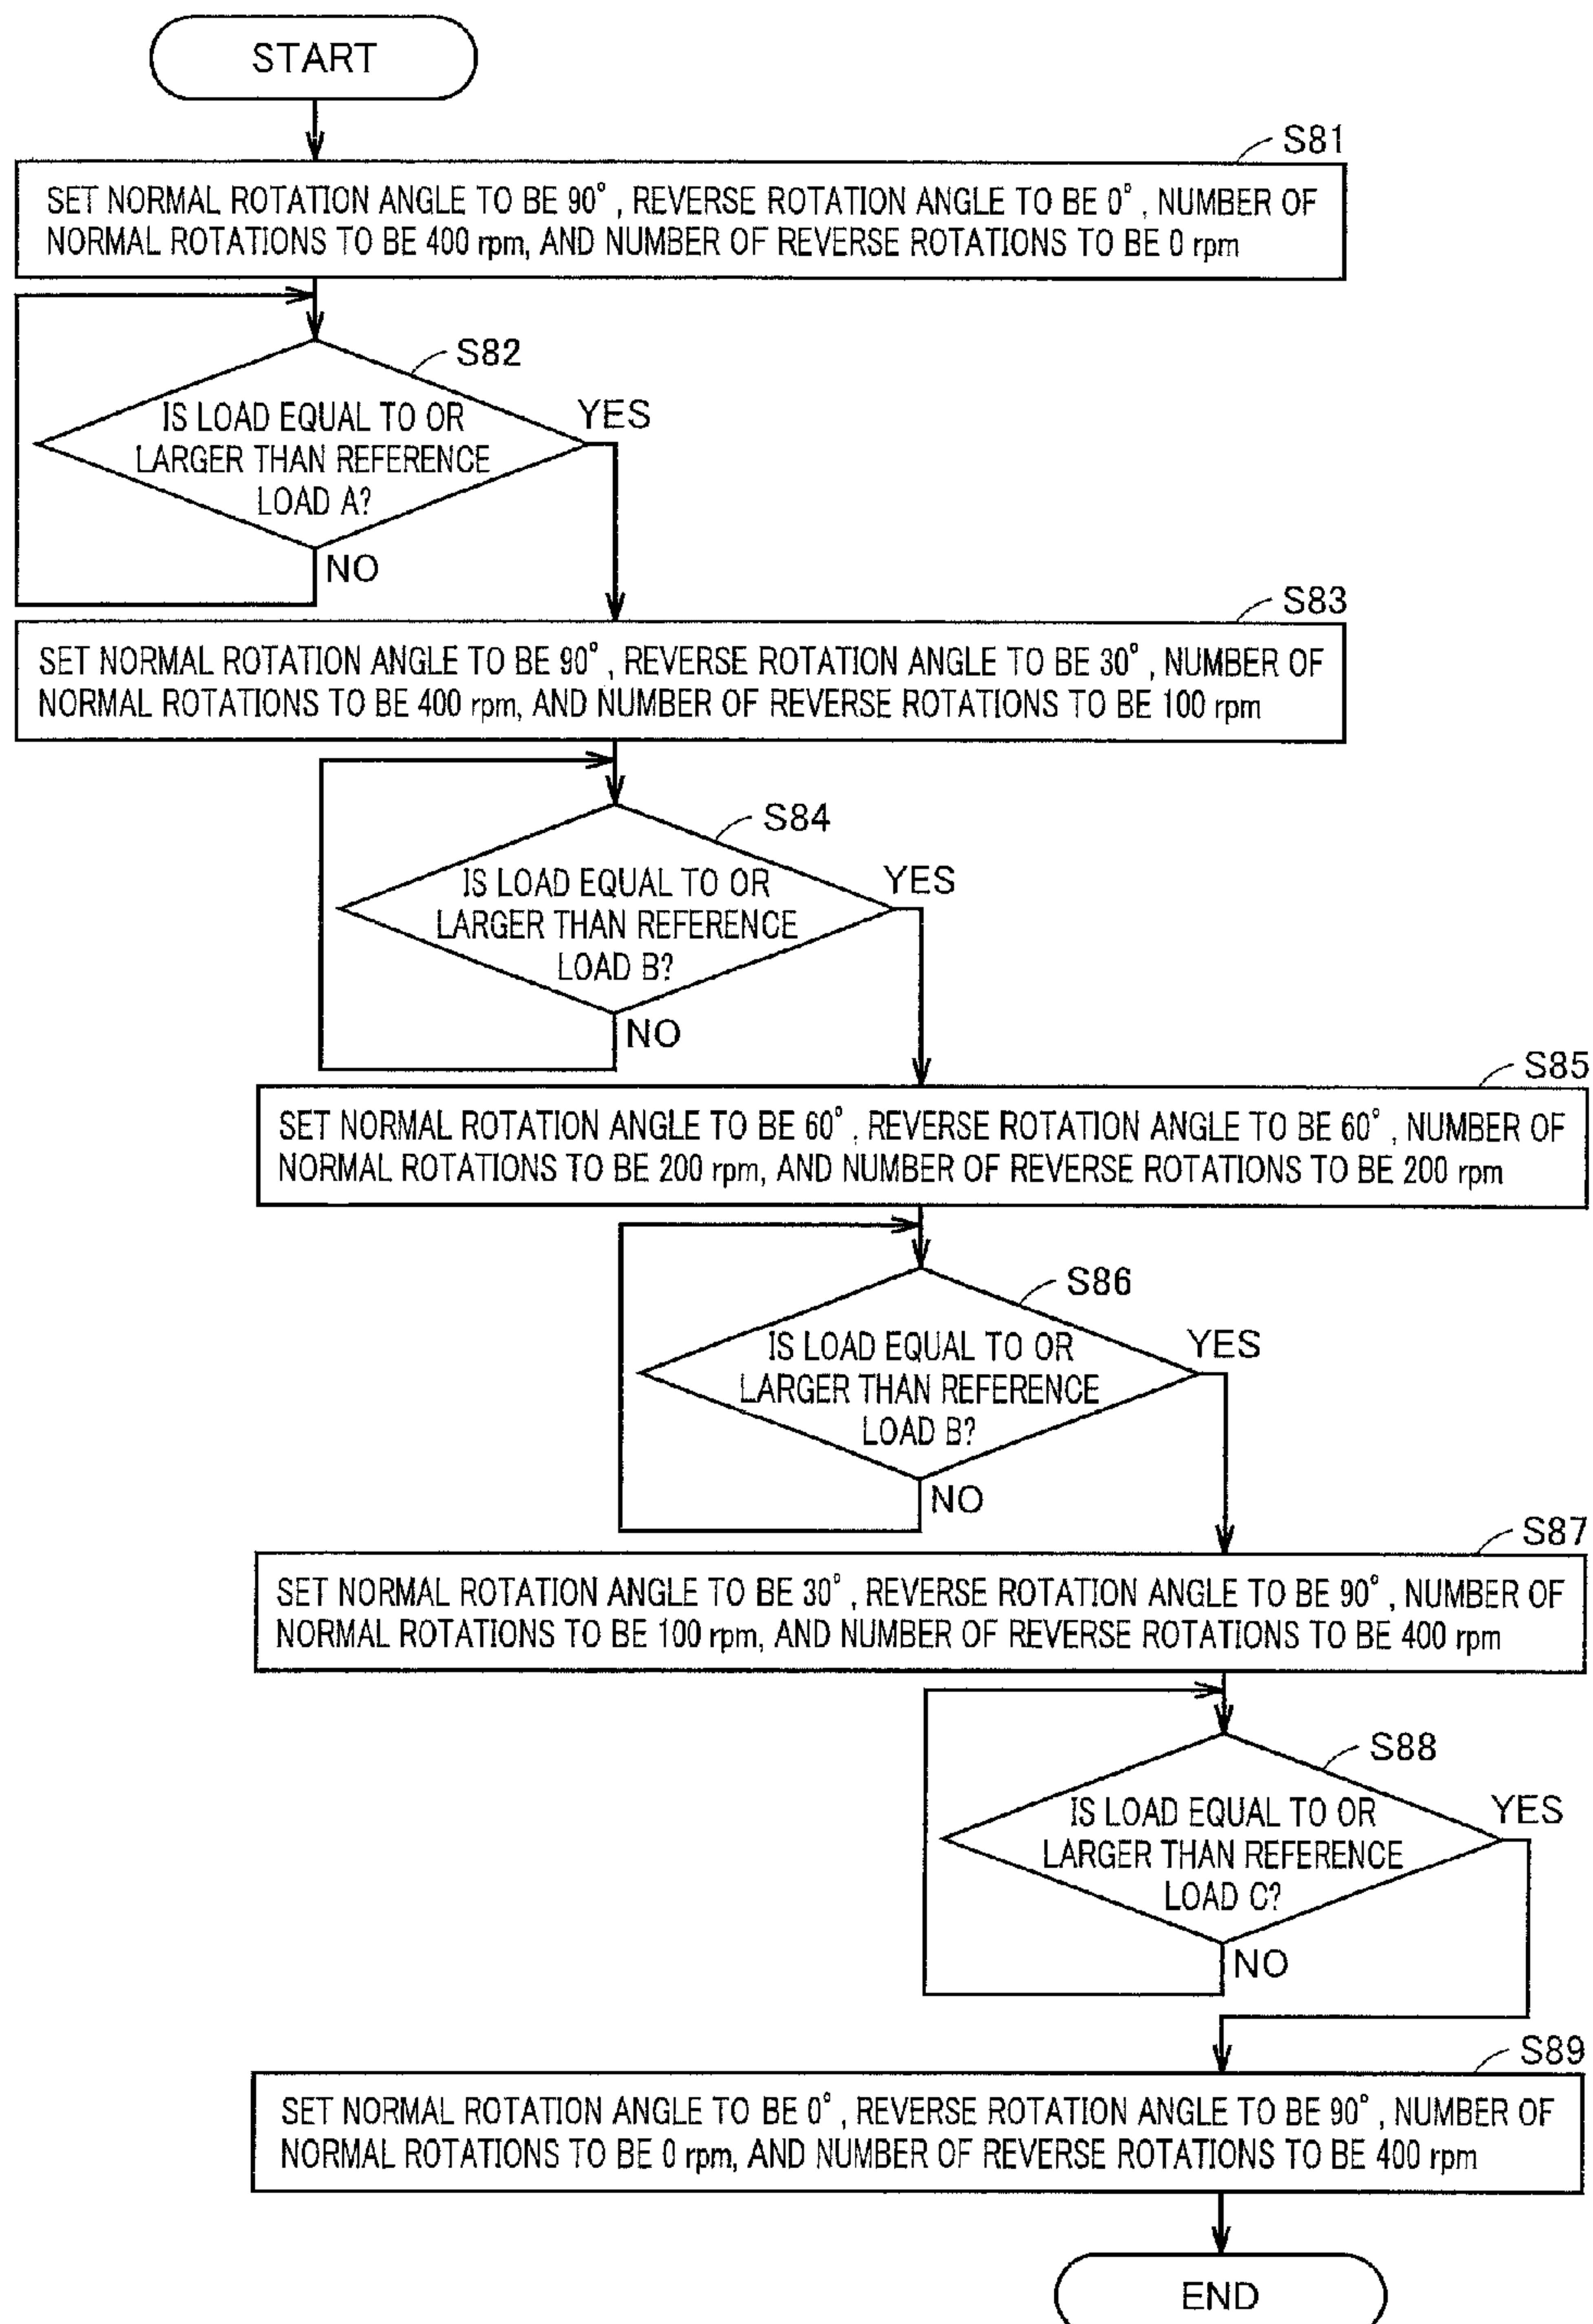 START
S81
SET NORMAL ROTATION ANGLE TO BE 90°, REVERSE ROTATION ANGLE TO BE 0°, NUMBER OF
NORMAL ROTATIONS TO BE 400 rpm, AND NUMBER OF REVERSE ROTATIONS TO BE 0 rpm
S82
IS LOAD EQUAL TO OR
LARGER THAN REFERENCE
LOAD A?
YES
NO
S83
SET NORMAL ROTATION ANGLE TO BE 90°, REVERSE ROTATION ANGLE TO BE 30°, NUMBER OF
NORMAL ROTATIONS TO BE 400 rpm, AND NUMBER OF REVERSE ROTATIONS TO BE 100 rpm
S84
IS LOAD EQUAL TO OR
LARGER THAN REFERENCE
LOAD B?
YES
NO
S85
SET NORMAL ROTATION ANGLE TO BE 60°, REVERSE ROTATION ANGLE TO BE 60°, NUMBER OF
NORMAL ROTATIONS TO BE 200 rpm, AND NUMBER OF REVERSE ROTATIONS TO BE 200 rpm
S86
IS LOAD EQUAL TO OR
LARGER THAN REFERENCE
LOAD B?
YES
NO
S87
SET NORMAL ROTATION ANGLE TO BE 30°, REVERSE ROTATION ANGLE TO BE 90°, NUMBER OF
NORMAL ROTATIONS TO BE 100 rpm, AND NUMBER OF REVERSE ROTATIONS TO BE 400 rpm
S88
IS LOAD EQUAL TO OR
LARGER THAN REFERENCE
LOAD C?
YES
NO
S89
SET NORMAL ROTATION ANGLE TO BE 0°, REVERSE ROTATION ANGLE TO BE 90°, NUMBER OF
NORMAL ROTATIONS TO BE 0 rpm, AND NUMBER OF REVERSE ROTATIONS TO BE 400 rpm
END